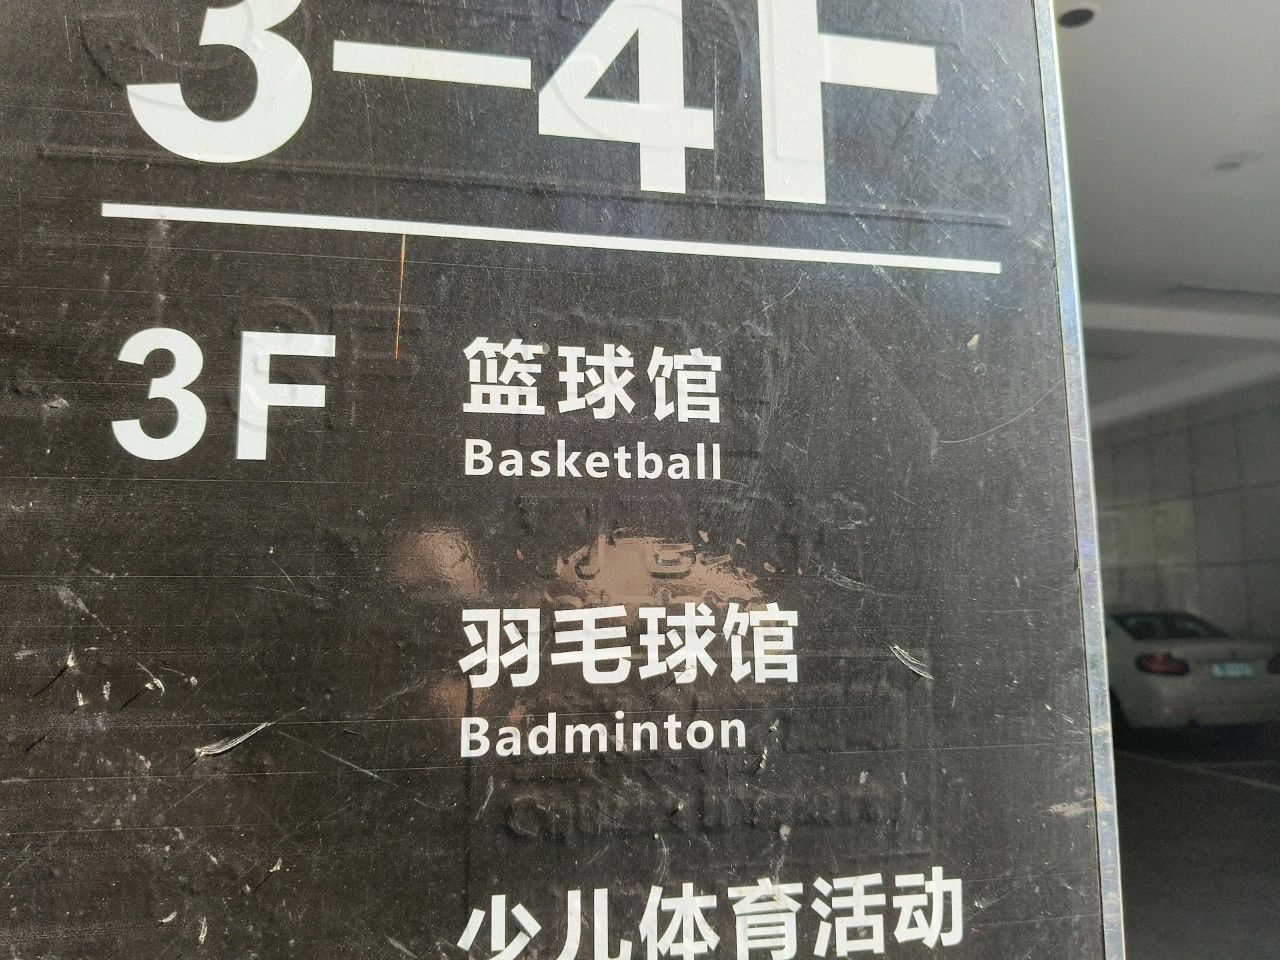 3-4F
3F 篮球馆
Basketball
羽毛球馆
Badminton
少儿体育活动